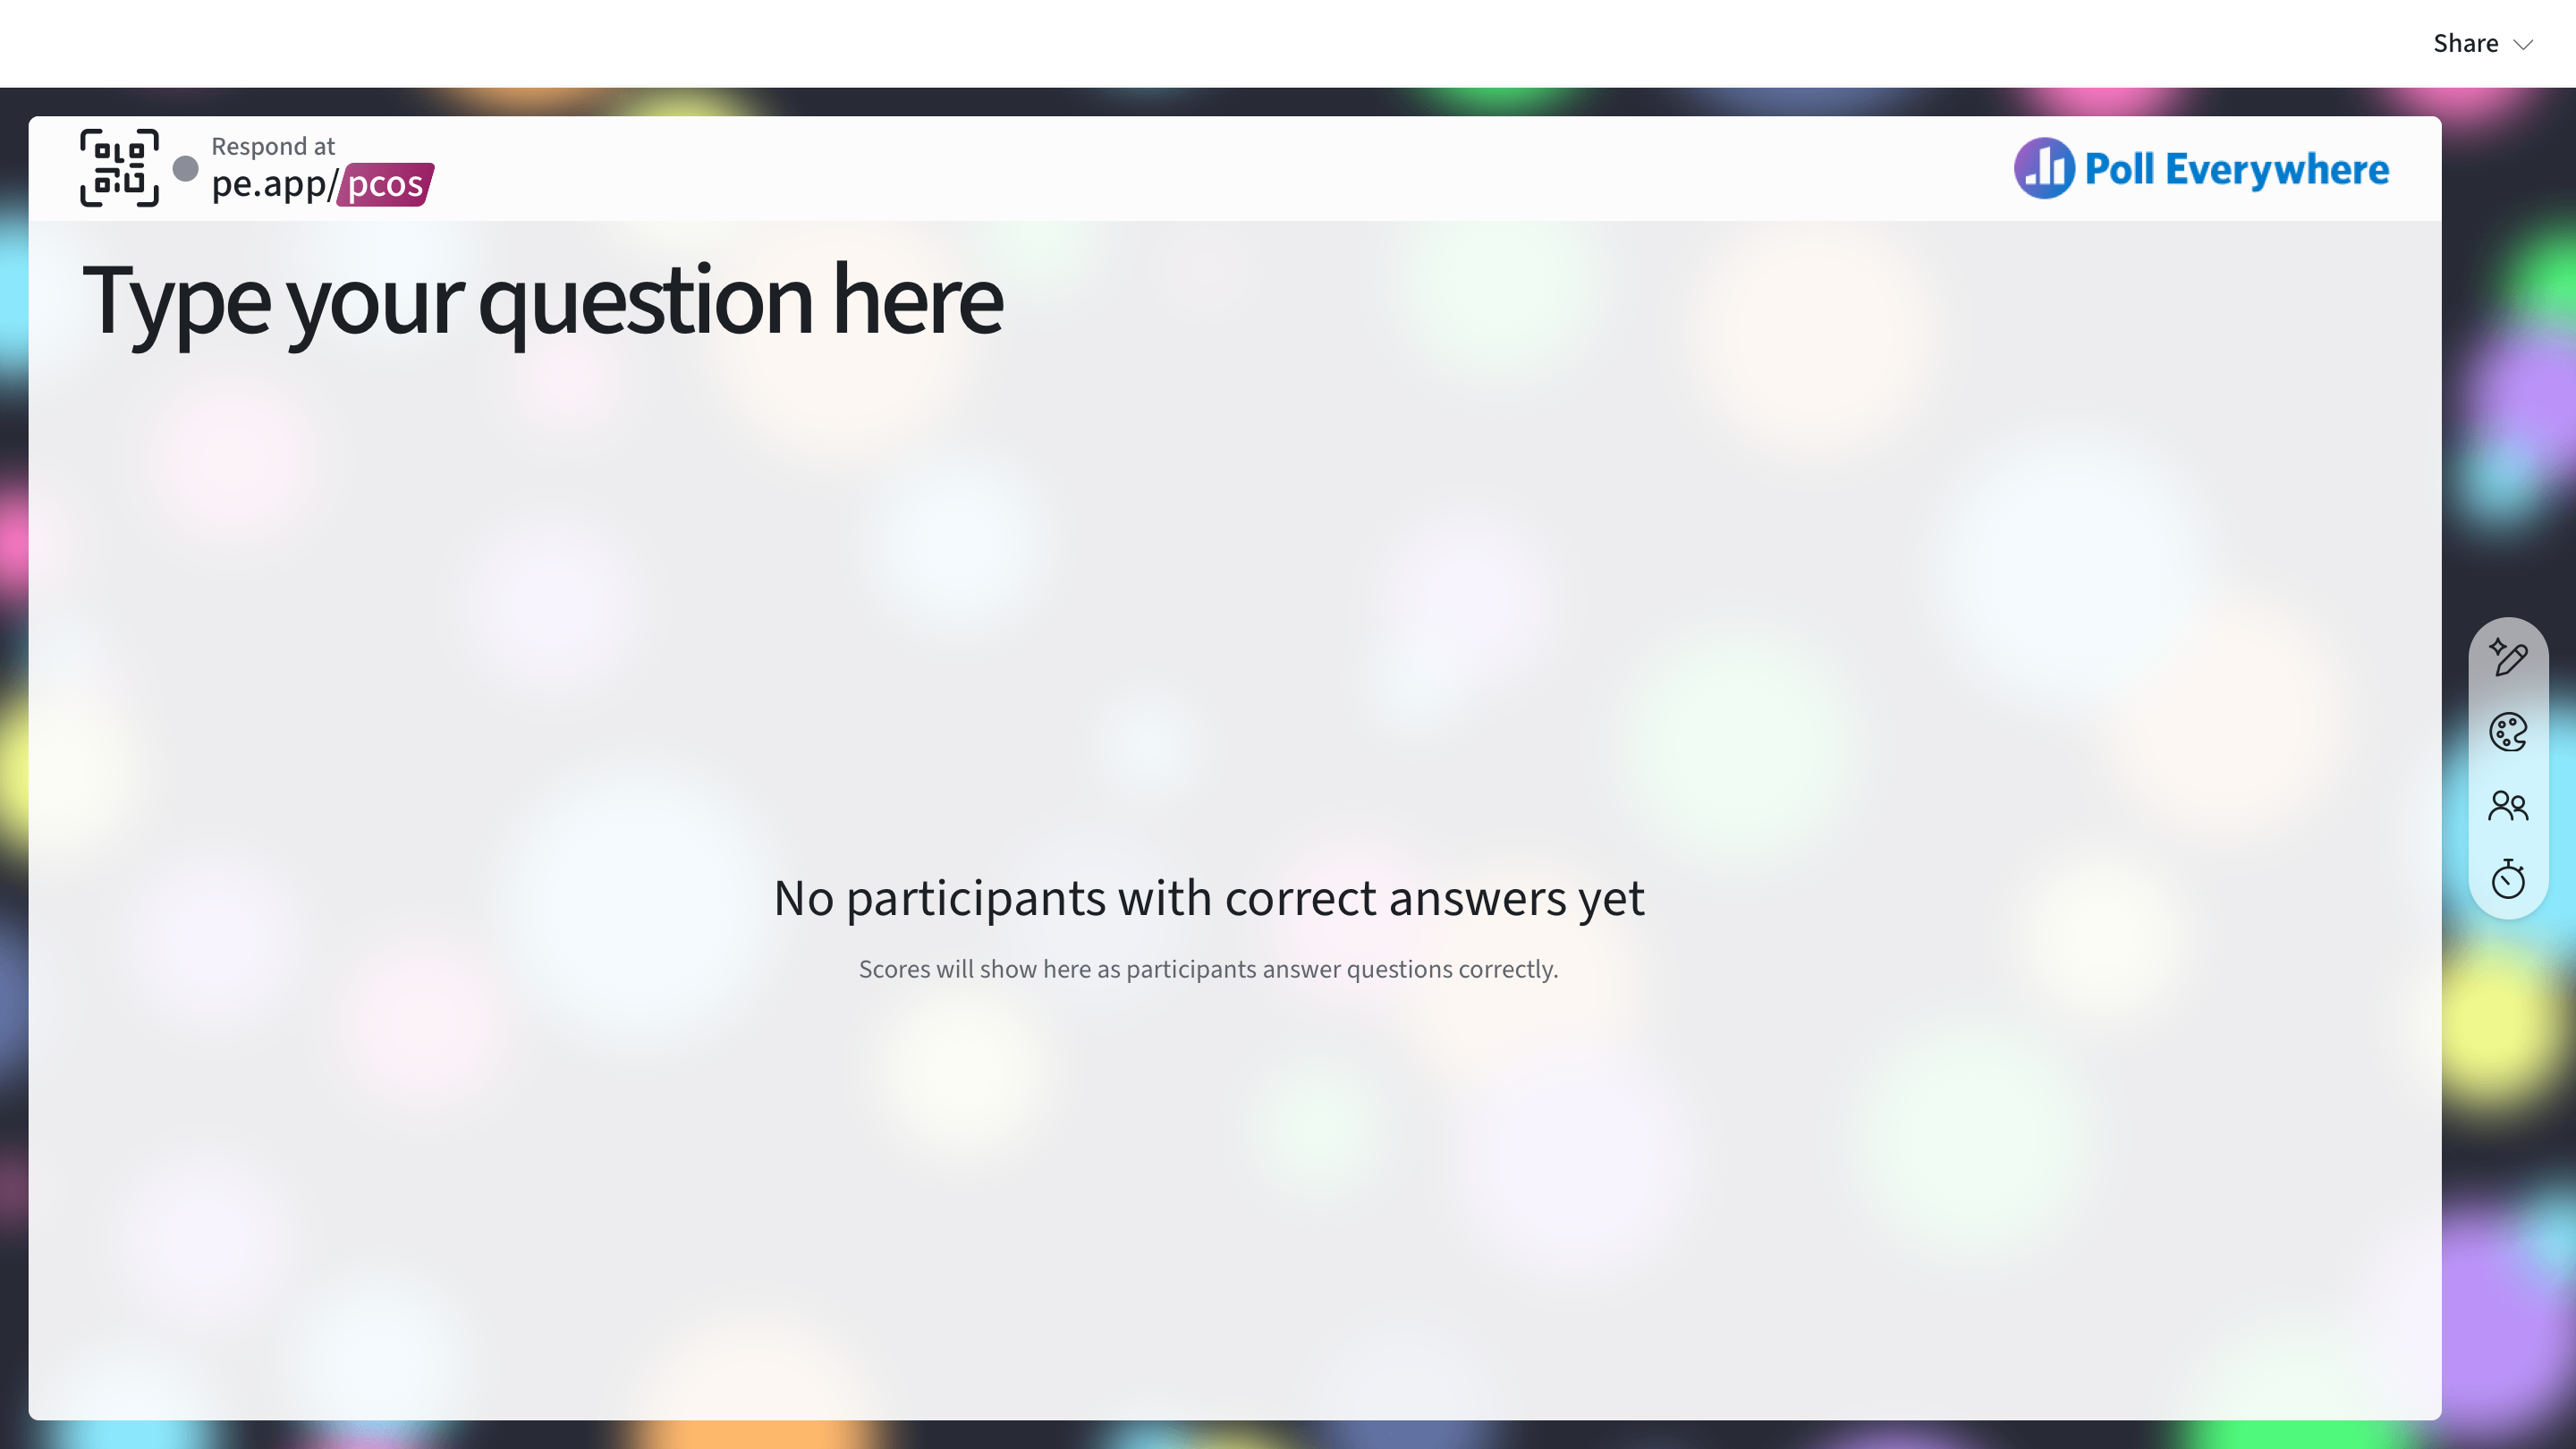 Share
Respond at
pe.app/pcos
Poll Everywhere
Type your question here
No participants with correct answers yet
Scores will show here as participants answer questions correctly.